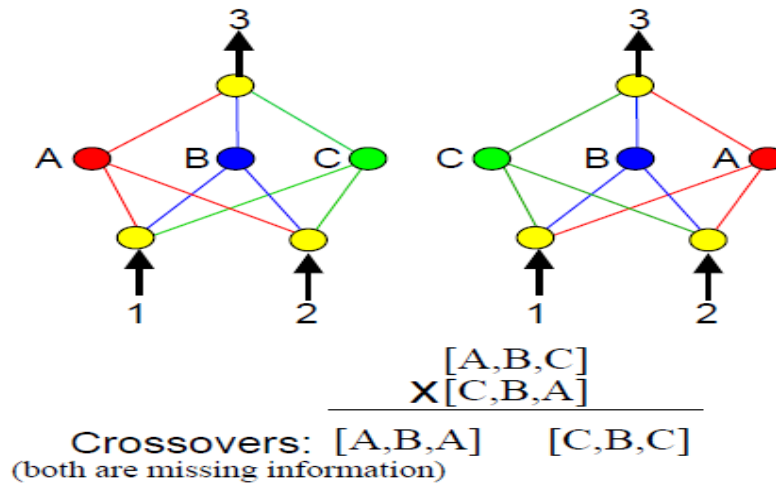 3 3
A B C C B A
1 2 1 2
[A,B,C]
X[C,B,A]
Crossovers: [A,B,A] [C,B,C]
(both are missing information)